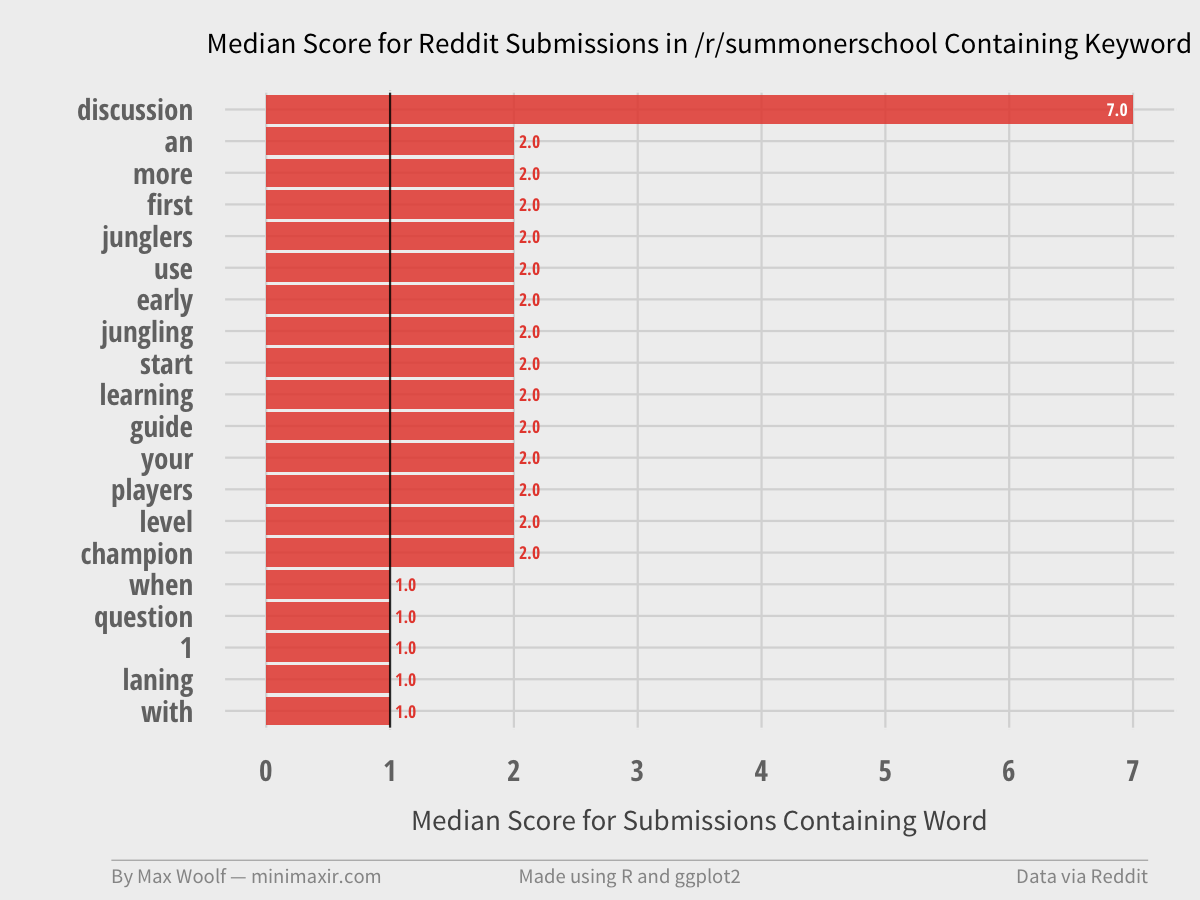 Median Score for Reddit Submissions in /r/summonerschool Containing Keyword
discussion 7.0
an 2.0
more 2.0
first 2.0
junglers 2.0
use 2.0
early 2.0
jungling 2.0
start 2.0
learning 2.0
guide 2.0
your 2.0
players 2.0
level 2.0
champion 2.0
when 1.0
question 1.0
1 1.0
laning 1.0
with 1.0
0 1 2 3 4 5 6 7
Median Score for Submissions Containing Word
By Max Woolf — minimaxir.com Made using R and ggplot2 Data via Reddit